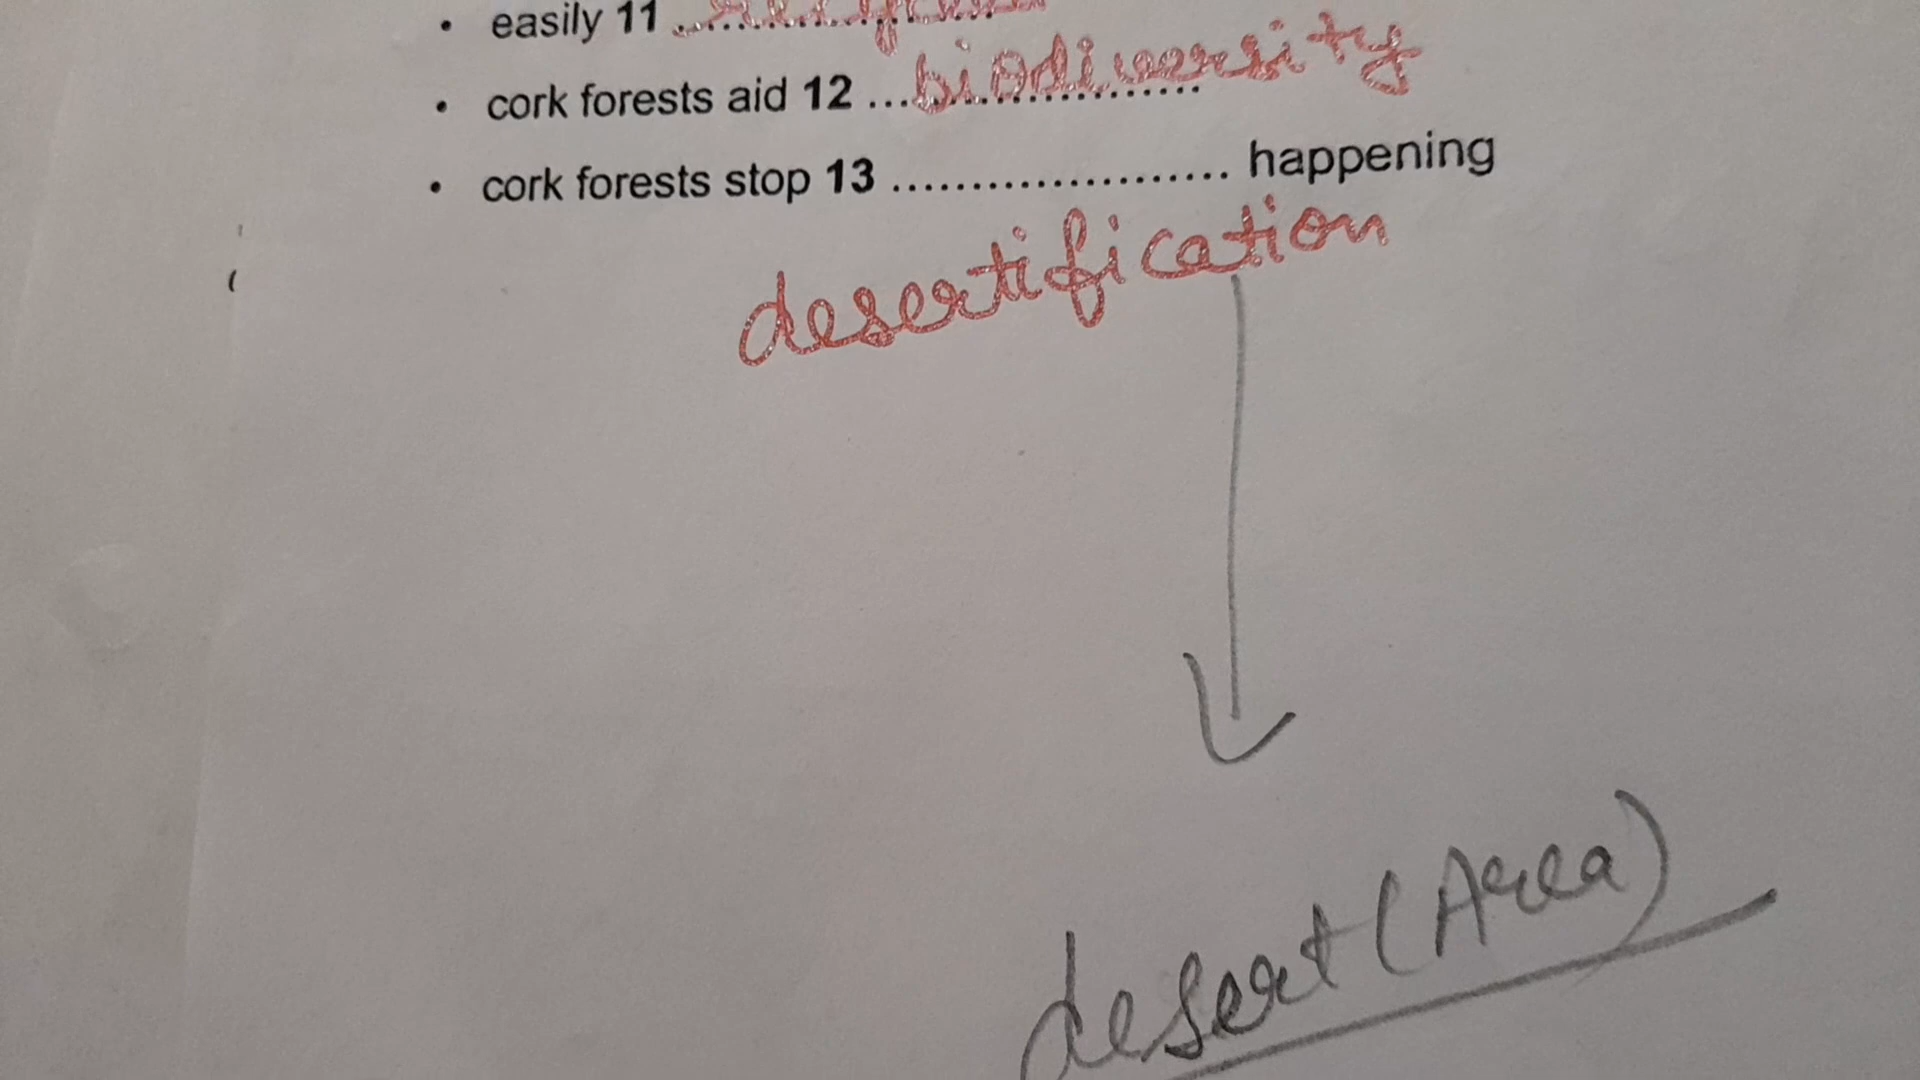 • easily 11 ..........
• cork forests aid 12 ... biodiversity
• cork forests stop 13 ..................... happening
desertification
desert (Area)